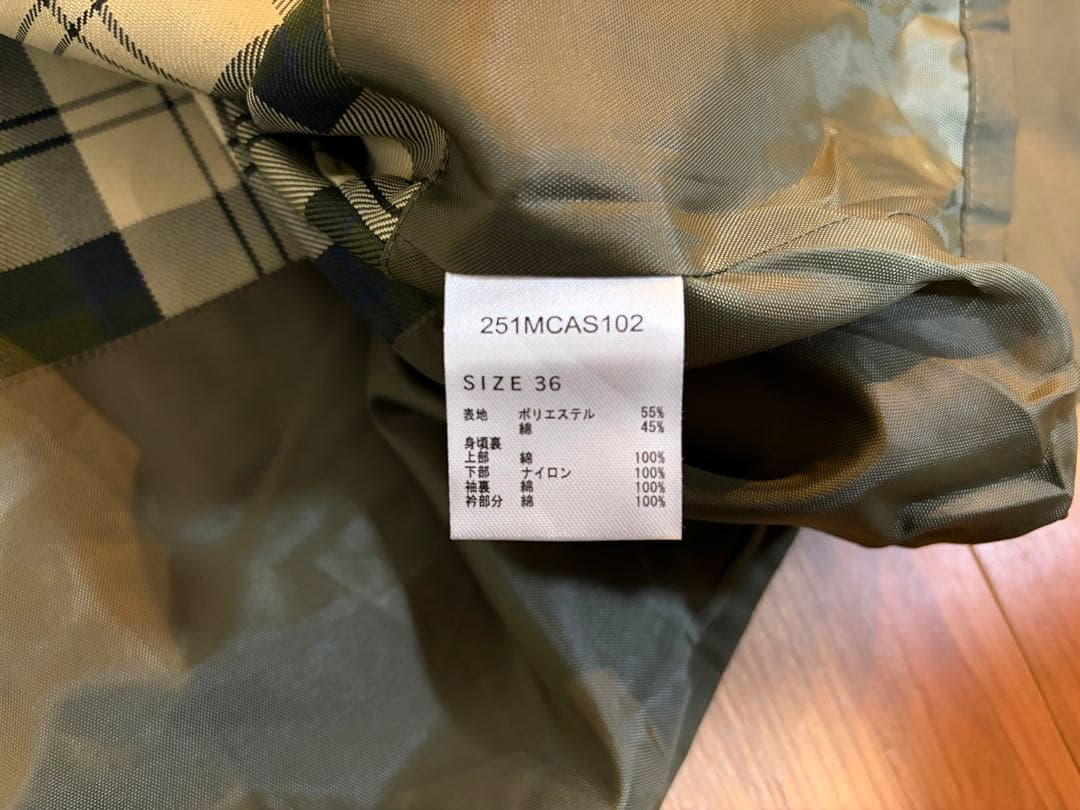 251MCAS102
SIZE 36
表地 ポリエステル 55%
綿 45%
身頃裏
上部 綿 100%
下部 ナイロン 100%
袖裏 綿 100%
衿部分 綿 100%